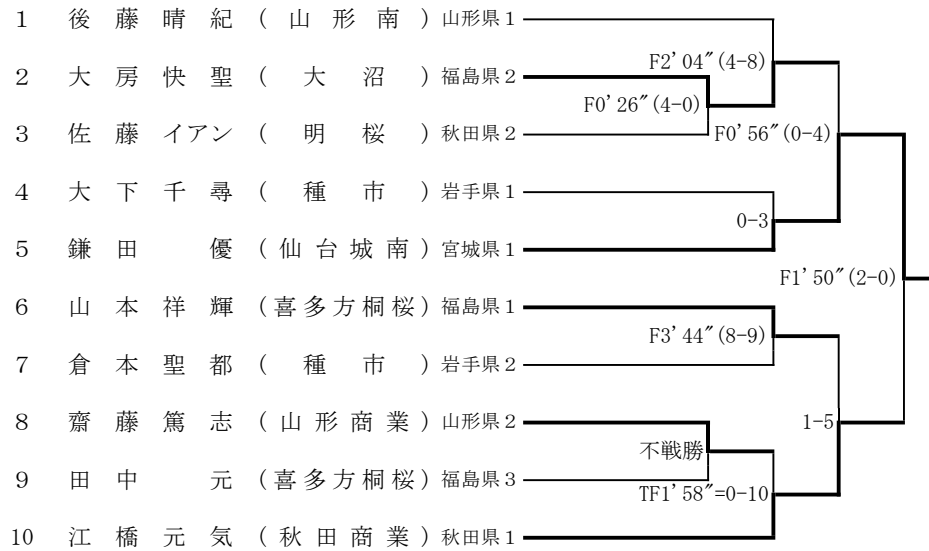 1 後藤晴紀(山形南)山形県1
F2'04"(4-8)
2 大房快聖(大沼)福島県2
F0'26"(4-0)
3 佐藤イアン(明桜)秋田県2
F0'56"(0-4)
4 大下千尋(種市)岩手県1
0-3
5 鎌田優(仙台城南)宮城県1
F1'50"(2-0)
6 山本祥輝(喜多方桐桜)福島県1
F3'44"(8-9)
7 倉本聖都(種市)岩手県2
8 齋藤篤志(山形商業)山形県2
1-5
不戦勝
9 田中元(喜多方桐桜)福島県3
TF1'58"=0-10
10 江橋元気(秋田商業)秋田県1